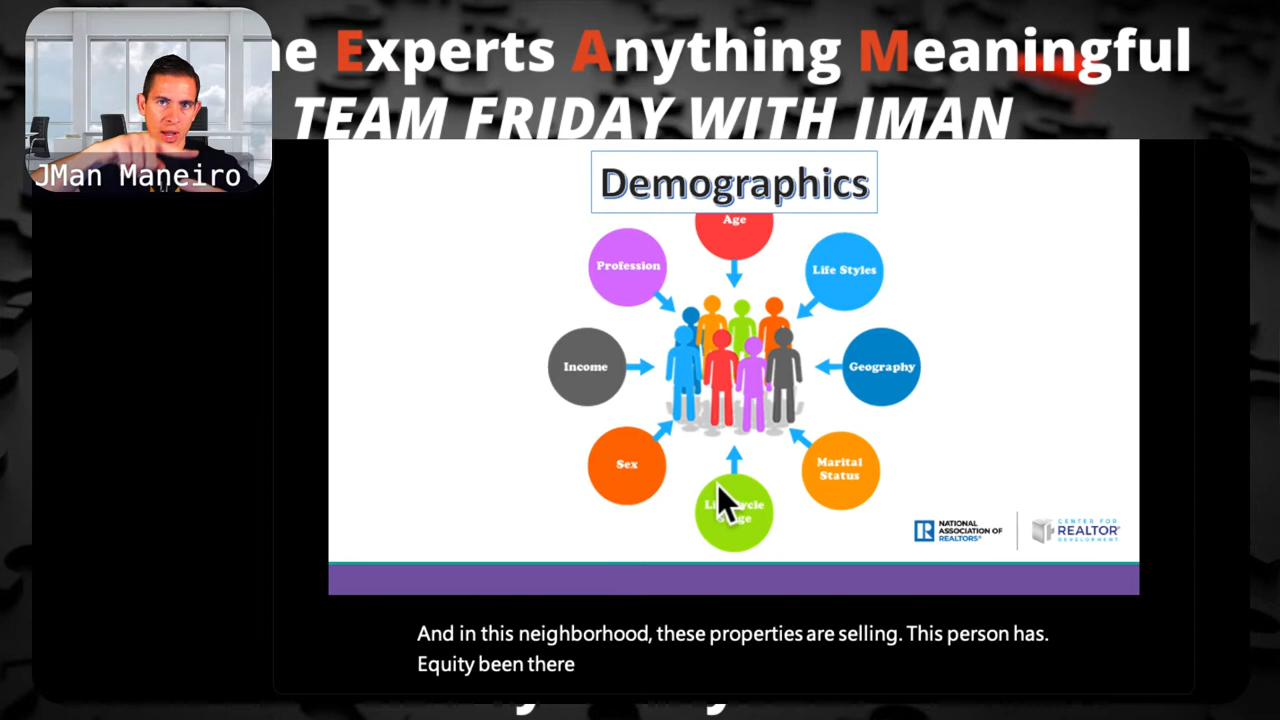 Experts Anything Meaningful
TEAM FRIDAY WITH JMAN
JMan Maneiro
Demographics
Age
Profession
Life Styles
Income
Geography
Sex
Marital
Status
NATIONAL
ASSOCIATION OF
REALTORS®
CENTER FOR
REALTOR®
DEVELOPMENT
And in this neighborhood, these properties are selling. This person has.
Equity been there